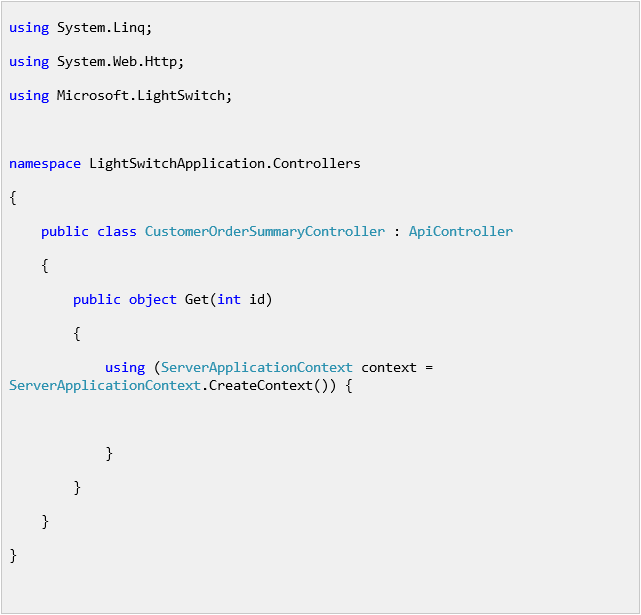 using System.Linq;
using System.Web.Http;
using Microsoft.LightSwitch;
namespace LightSwitchApplication.Controllers
{
    public class CustomerOrderSummaryController : ApiController
    {
        public object Get(int id)
        {
            using (ServerApplicationContext context =
ServerApplicationContext.CreateContext()) {
            }
        }
    }
}